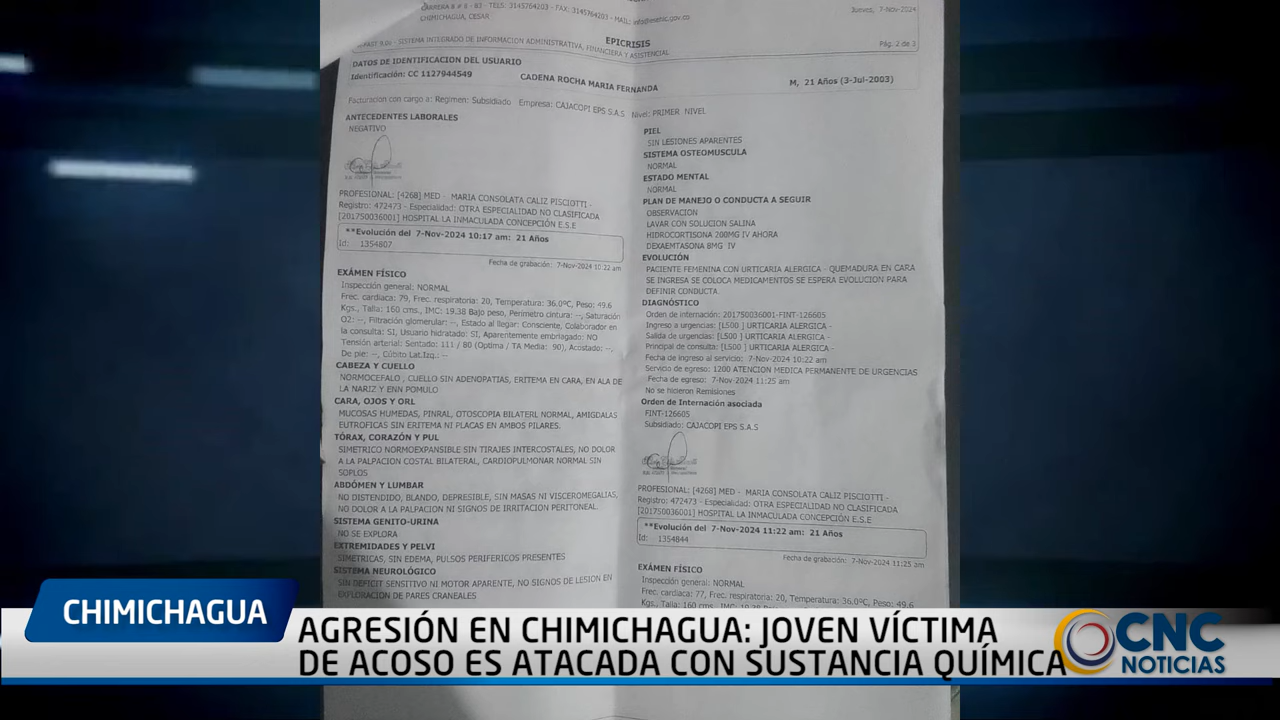 CARRERA 8 # 6 - 83 - TELS: 3145764203 - FAX: 3145764203 - MAIL: info@esehic.gov.co
CHIMICHAGUA, CESAR
Jueves, 7-Nov-2024
EPICRISIS
SISTEMA INTEGRADO DE INFORMACION ADMINISTRATIVA, FINANCIERA Y ASISTENCIAL
Pág. 2 de 3
DATOS DE IDENTIFICACION DEL USUARIO
Identificación: CC 1127944549 CADENA ROCHA MARIA FERNANDA M, 21 Años (3-Jul-2003)
Facturacion con cargo a: Regimen: Subsidiado Empresa: CAJACOPI EPS S.A.S Nivel: PRIMER NIVEL
ANTECEDENTES LABORALES
NEGATIVO
PROFESIONAL: [4268] MED - MARIA CONSOLATA CALIZ PISCIOTTI -
Registro: 472473 - Especialidad: OTRA ESPECIALIDAD NO CLASIFICADA
[201750036001] HOSPITAL LA INMACULADA CONCEPCIÓN E.S.E
**Evolución del 7-Nov-2024 10:17 am: 21 Años
Id: 1354807
Fecha de grabación: 7-Nov-2024 10:22 am
EXÁMEN FÍSICO
Inspección general: NORMAL
Frec. cardiaca: 79, Frec. respiratoria: 20, Temperatura: 36.0ºC, Peso: 49.6
Kgs., Talla: 160 cms., IMC: 19.38 Bajo peso, Perimetro cintura: --, Saturación
O2: --, Filtración glomerular: --, Estado al llegar: Consciente, Colaborador en
la consulta: SI, Usuario hidratado: SI, Aparentemente embriagado: NO
Tensión arterial: Sentado: 111 / 80 (Optima / TA Media: 90), Acostado: --,
De pie: --, Cúbito Lat.Izq.: --
CABEZA Y CUELLO
NORMOCEFALO , CUELLO SIN ADENOPATIAS, ERITEMA EN CARA, EN ALA DE
LA NARIZ Y ENN POMULO
CARA, OJOS Y ORL
MUCOSAS HUMEDAS, PINRAL, OTOSCOPIA BILATERL NORMAL, AMIGDALAS
EUTROFICAS SIN ERITEMA NI PLACAS EN AMBOS PILARES.
TÓRAX, CORAZÓN Y PUL
SIMETRICO NORMOEXPANSIBLE SIN TIRAJES INTERCOSTALES, NO DOLOR
A LA PALPACION COSTAL BILATERAL, CARDIOPULMONAR NORMAL SIN
SOPLOS
ABDÓMEN Y LUMBAR
NO DISTENDIDO, BLANDO, DEPRESIBLE, SIN MASAS NI VISCEROMEGALIAS,
NO DOLOR A LA PALPACION NI SIGNOS DE IRRITACION PERITONEAL.
SISTEMA GENITO-URINA
NO SE EXPLORA
EXTREMIDADES Y PELVI
SIMETRICAS, SIN EDEMA, PULSOS PERIFERICOS PRESENTES
SISTEMA NEUROLÓGICO
SIN DEFICIT SENSITIVO NI MOTOR APARENTE, NO SIGNOS DE LESION EN
EXPLORACION DE PARES CRANEALES
PIEL
SIN LESIONES APARENTES
SISTEMA OSTEOMUSCULA
NORMAL
ESTADO MENTAL
NORMAL
PLAN DE MANEJO O CONDUCTA A SEGUIR
OBSERVACION
LAVAR CON SOLUCION SALINA
HIDROCORTISONA 200MG IV AHORA
DEXAEMTASONA 8MG IV
EVOLUCIÓN
PACIENTE FEMENINA CON URTICARIA ALERGICA - QUEMADURA EN CARA
SE INGRESA SE COLOCA MEDICAMENTOS SE ESPERA EVOLUCION PARA
DEFINIR CONDUCTA
DIAGNÓSTICO
Orden de internación: 201750036001-FINT-126605
Ingreso a urgencias: [L500 ] URTICARIA ALERGICA -
Salida de urgencias: [L500 ] URTICARIA ALERGICA -
Principal de consulta: [L500 ] URTICARIA ALERGICA -
Fecha de ingreso al servicio: 7-Nov-2024 10:22 am
Servicio de egreso: 1200 ATENCION MEDICA PERMANENTE DE URGENCIAS
Fecha de egreso: 7-Nov-2024 11:25 am
No se hicieron Remisiones
Orden de Internación asociada
FINT-126605
Subsidiado: CAJACOPI EPS S.A.S
PROFESIONAL: [4268] MED - MARIA CONSOLATA CALIZ PISCIOTTI -
Registro: 472473 - Especialidad: OTRA ESPECIALIDAD NO CLASIFICADA
[201750036001] HOSPITAL LA INMACULADA CONCEPCIÓN E.S.E
**Evolución del 7-Nov-2024 11:22 am: 21 Años
Id: 1354844
Fecha de grabación: 7-Nov-2024 11:25 am
EXÁMEN FÍSICO
Inspección general: NORMAL
Frec. cardiaca: 77, Frec. respiratoria: 20, Temperatura: 36.0ºC, Peso: 49.6
Kgs., Talla: 160 cms., IMC: 19.38 Bajo peso
CHIMICHAGUA
AGRESIÓN EN CHIMICHAGUA: JOVEN VÍCTIMA
DE ACOSO ES ATACADA CON SUSTANCIA QUÍMICA
CNC
NOTICIAS